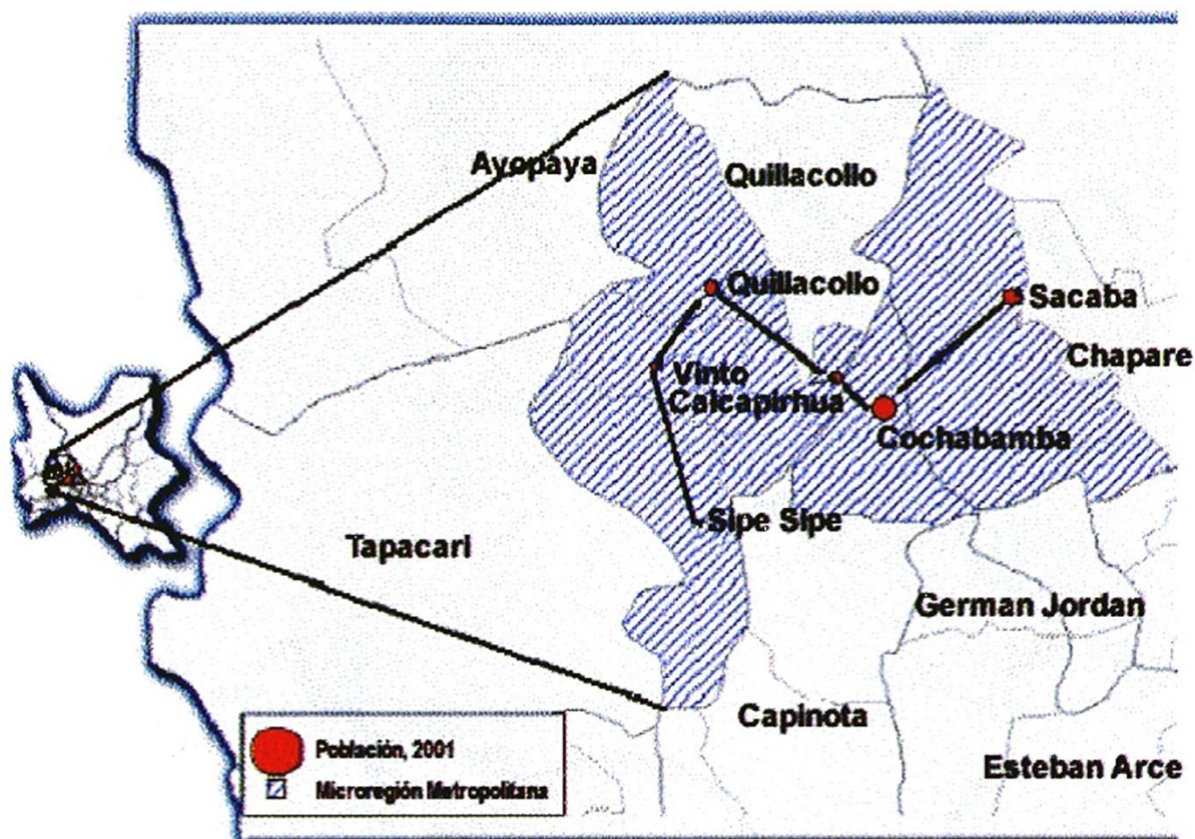 Ayopaya
Quillacollo
Quillacollo
Sacaba
Chapare
Vinto
Calcapirhua
Cochabamba
Sipe Sipe
Tapacari
German Jordan
Capinota
Esteban Arce
Población, 2001
Microregión Metropolitana